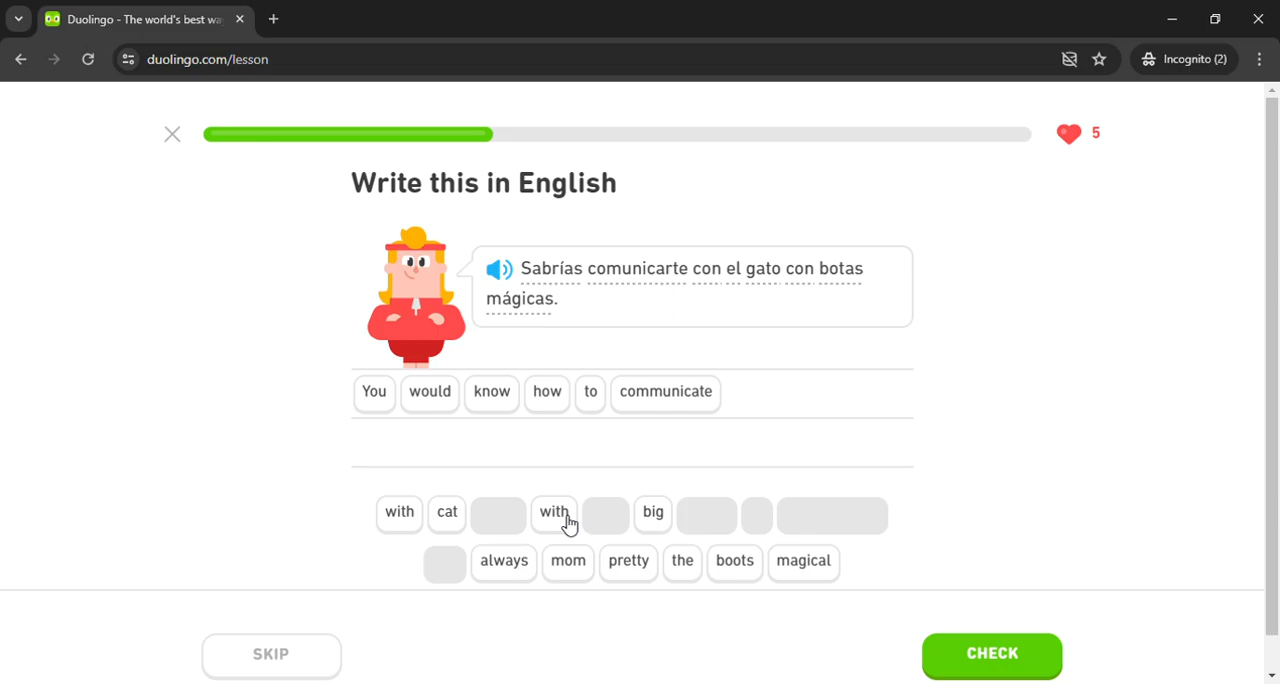 Duolingo - The world's best wa
duolingo.com/lesson
Incognito (2)
5
Write this in English
Sabrías comunicarte con el gato con botas
mágicas.
You would know how to communicate
with cat with big
always mom pretty the boots magical
SKIP
CHECK